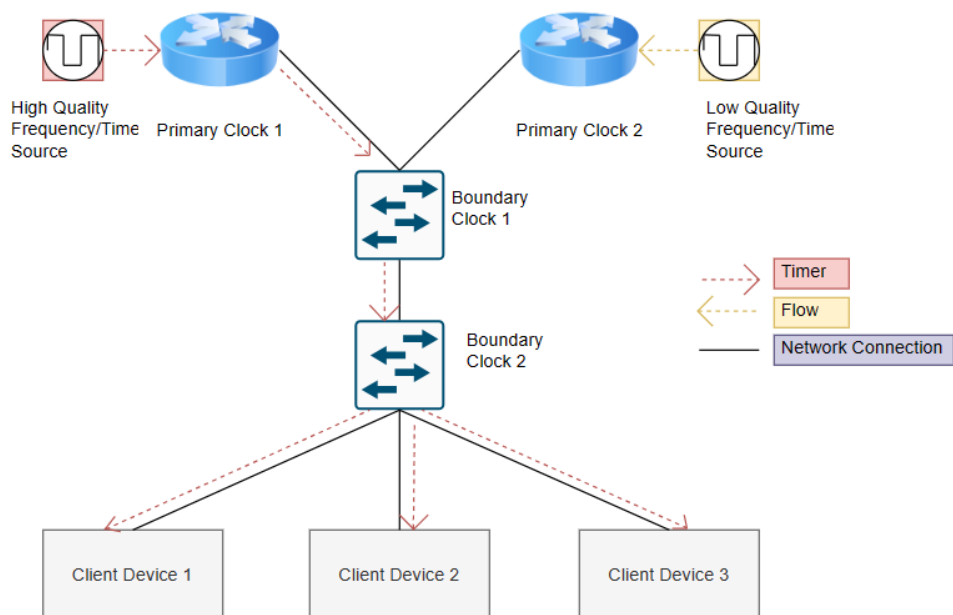 High Quality
Frequency/Time
Source
Primary Clock 1
Primary Clock 2
Low Quality
Frequency/Time
Source
Boundary
Clock 1
Timer
Flow
Network Connection
Boundary
Clock 2
Client Device 1
Client Device 2
Client Device 3